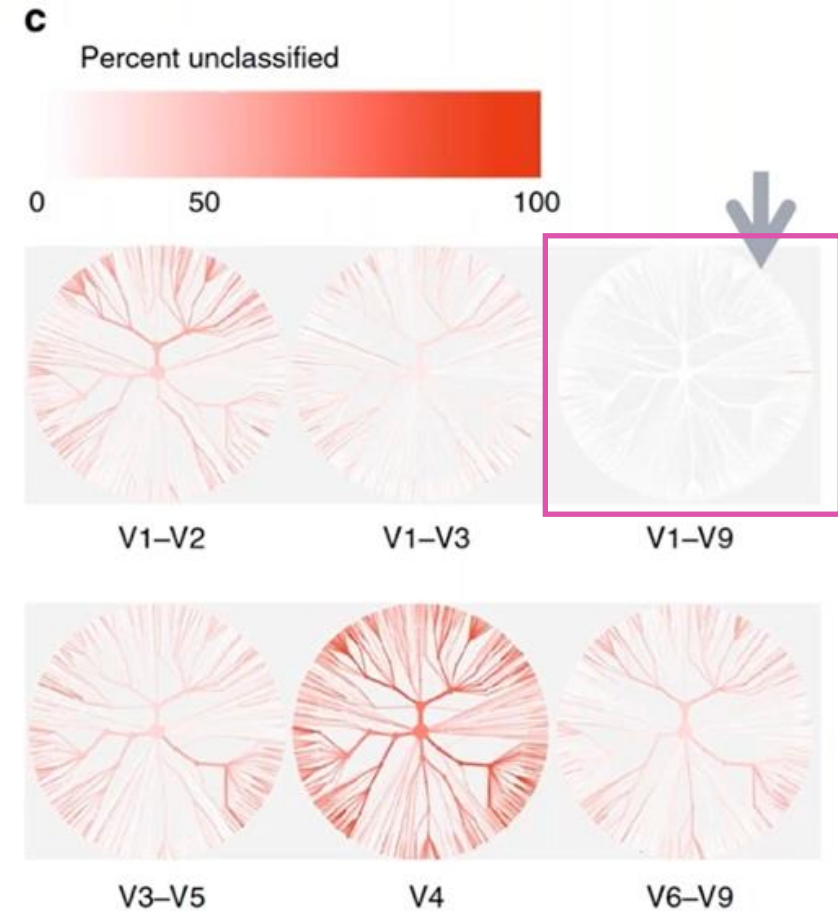 c
Percent unclassified
0 50 100
V1–V2 V1–V3 V1–V9
V3–V5 V4 V6–V9